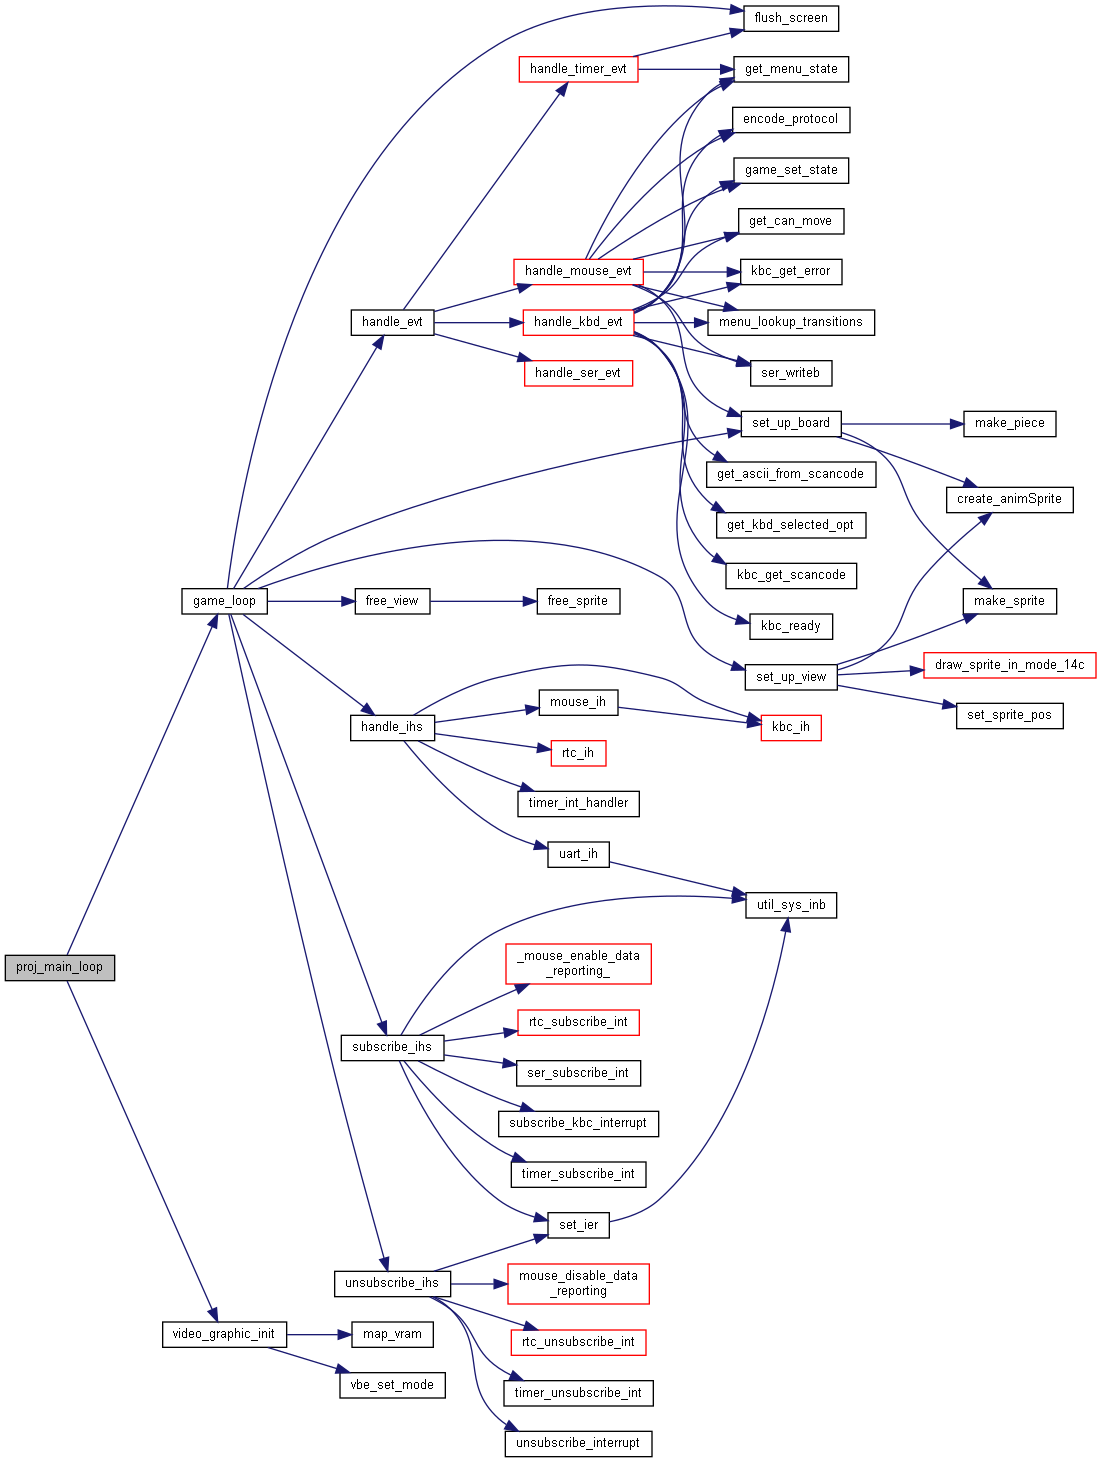 flush_screen
handle_timer_evt
get_menu_state
encode_protocol
game_set_state
get_can_move
handle_mouse_evt
kbc_get_error
handle_evt
handle_kbd_evt
menu_lookup_transitions
handle_ser_evt
ser_writeb
set_up_board
make_piece
get_ascii_from_scancode
create_animSprite
get_kbd_selected_opt
kbc_get_scancode
game_loop
free_view
free_sprite
make_sprite
kbc_ready
draw_sprite_in_mode_14c
set_up_view
mouse_ih
set_sprite_pos
handle_ihs
kbc_ih
rtc_ih
timer_int_handler
uart_ih
util_sys_inb
proj_main_loop
_mouse_enable_data
_reporting_
rtc_subscribe_int
subscribe_ihs
ser_subscribe_int
subscribe_kbc_interrupt
timer_subscribe_int
set_ier
unsubscribe_ihs
mouse_disable_data
_reporting
video_graphic_init
map_vram
rtc_unsubscribe_int
vbe_set_mode
timer_unsubscribe_int
unsubscribe_interrupt